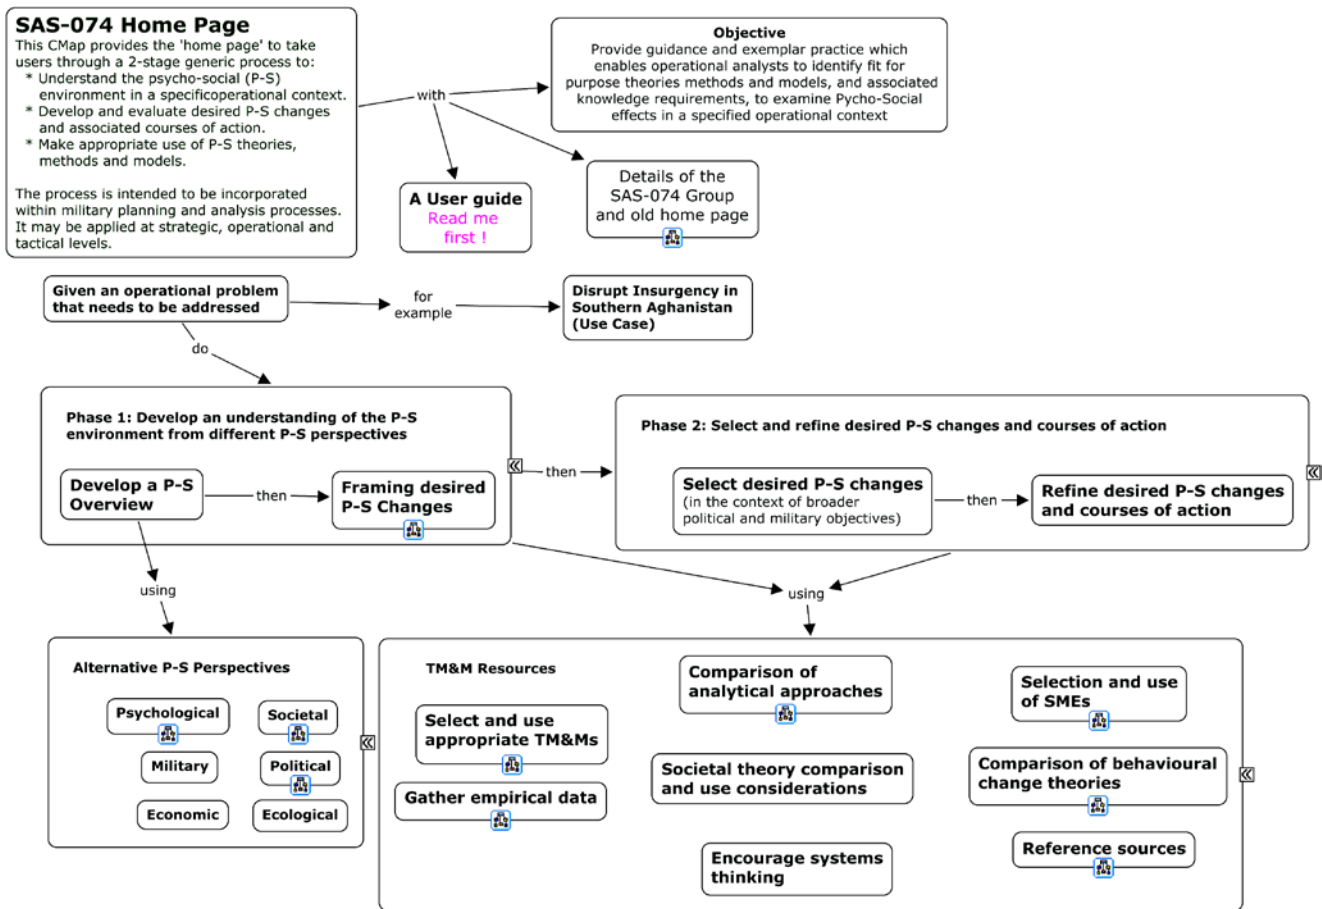 SAS-074 Home Page
This CMap provides the 'home page' to take
users through a 2-stage generic process to:
* Understand the psycho-social (P-S)
environment in a specificoperational context.
* Develop and evaluate desired P-S changes
and associated courses of action.
* Make appropriate use of P-S theories,
methods and models.
The process is intended to be incorporated
within military planning and analysis processes.
It may be applied at strategic, operational and
tactical levels.
with
Objective
Provide guidance and exemplar practice which
enables operational analysts to identify fit for
purpose theories methods and models, and associated
knowledge requirements, to examine Pycho-Social
effects in a specified operational context
A User guide
Read me
first !
Details of the
SAS-074 Group
and old home page
Given an operational problem
that needs to be addressed
for
example
Disrupt Insurgency in
Southern Aghanistan
(Use Case)
do
Phase 1: Develop an understanding of the P-S
environment from different P-S perspectives
Develop a P-S
Overview
then
Framing desired
P-S Changes
then
Phase 2: Select and refine desired P-S changes and courses of action
Select desired P-S changes
(in the context of broader
political and military objectives)
then
Refine desired P-S changes
and courses of action
using
using
Alternative P-S Perspectives
Psychological
Societal
Military
Political
Economic
Ecological
TM&M Resources
Select and use
appropriate TM&Ms
Gather empirical data
Comparison of
analytical approaches
Societal theory comparison
and use considerations
Encourage systems
thinking
Selection and use
of SMEs
Comparison of behavioural
change theories
Reference sources